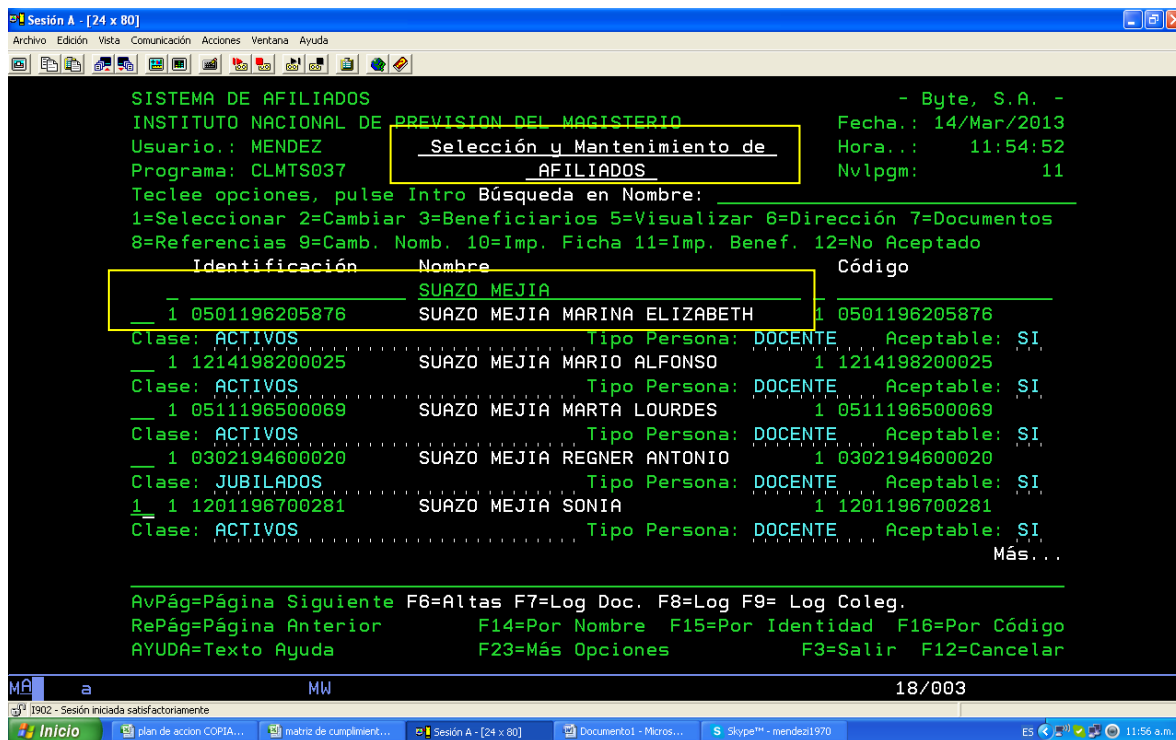 Sesión A - [24 x 80]
Archivo Edición Vista Comunicación Acciones Ventana Ayuda
SISTEMA DE AFILIADOS - Byte, S.A. -
INSTITUTO NACIONAL DE PREVISION DEL MAGISTERIO Fecha.: 14/Mar/2013
Usuario.: MENDEZ Selección y Mantenimiento de Hora..: 11:54:52
Programa: CLMTS037 AFILIADOS Nvlpgm: 11
Teclee opciones, pulse Intro Búsqueda en Nombre:
1=Seleccionar 2=Cambiar 3=Beneficiarios 5=Visualizar 6=Dirección 7=Documentos
8=Referencias 9=Camb. Nomb. 10=Imp. Ficha 11=Imp. Benef. 12=No Aceptado
Identificación Nombre Código
SUAZO MEJIA
1 0501196205876 SUAZO MEJIA MARINA ELIZABETH 1 0501196205876
Clase: ACTIVOS Tipo Persona: DOCENTE Aceptable: SI
1 1214198200025 SUAZO MEJIA MARIO ALFONSO 1 1214198200025
Clase: ACTIVOS Tipo Persona: DOCENTE Aceptable: SI
1 0511196500069 SUAZO MEJIA MARTA LOURDES 1 0511196500069
Clase: ACTIVOS Tipo Persona: DOCENTE Aceptable: SI
1 0302194600020 SUAZO MEJIA REGNER ANTONIO 1 0302194600020
Clase: JUBILADOS Tipo Persona: DOCENTE Aceptable: SI
1 1 1201196700281 SUAZO MEJIA SONIA 1 1201196700281
Clase: ACTIVOS Tipo Persona: DOCENTE Aceptable: SI
Más...
AvPág=Página Siguiente F6=Altas F7=Log Doc. F8=Log F9= Log Coleg.
RePág=Página Anterior F14=Por Nombre F15=Por Identidad F16=Por Código
AYUDA=Texto Ayuda F23=Más Opciones F3=Salir F12=Cancelar
MA a MW 18/003
I902 - Sesión iniciada satisfactoriamente
Inicio plan de accion COPIA... matriz de cumplimient... Sesión A - [24 x 80] Documento1 - Micros... Skype™ - mendezi1970 ES 11:56 a.m.